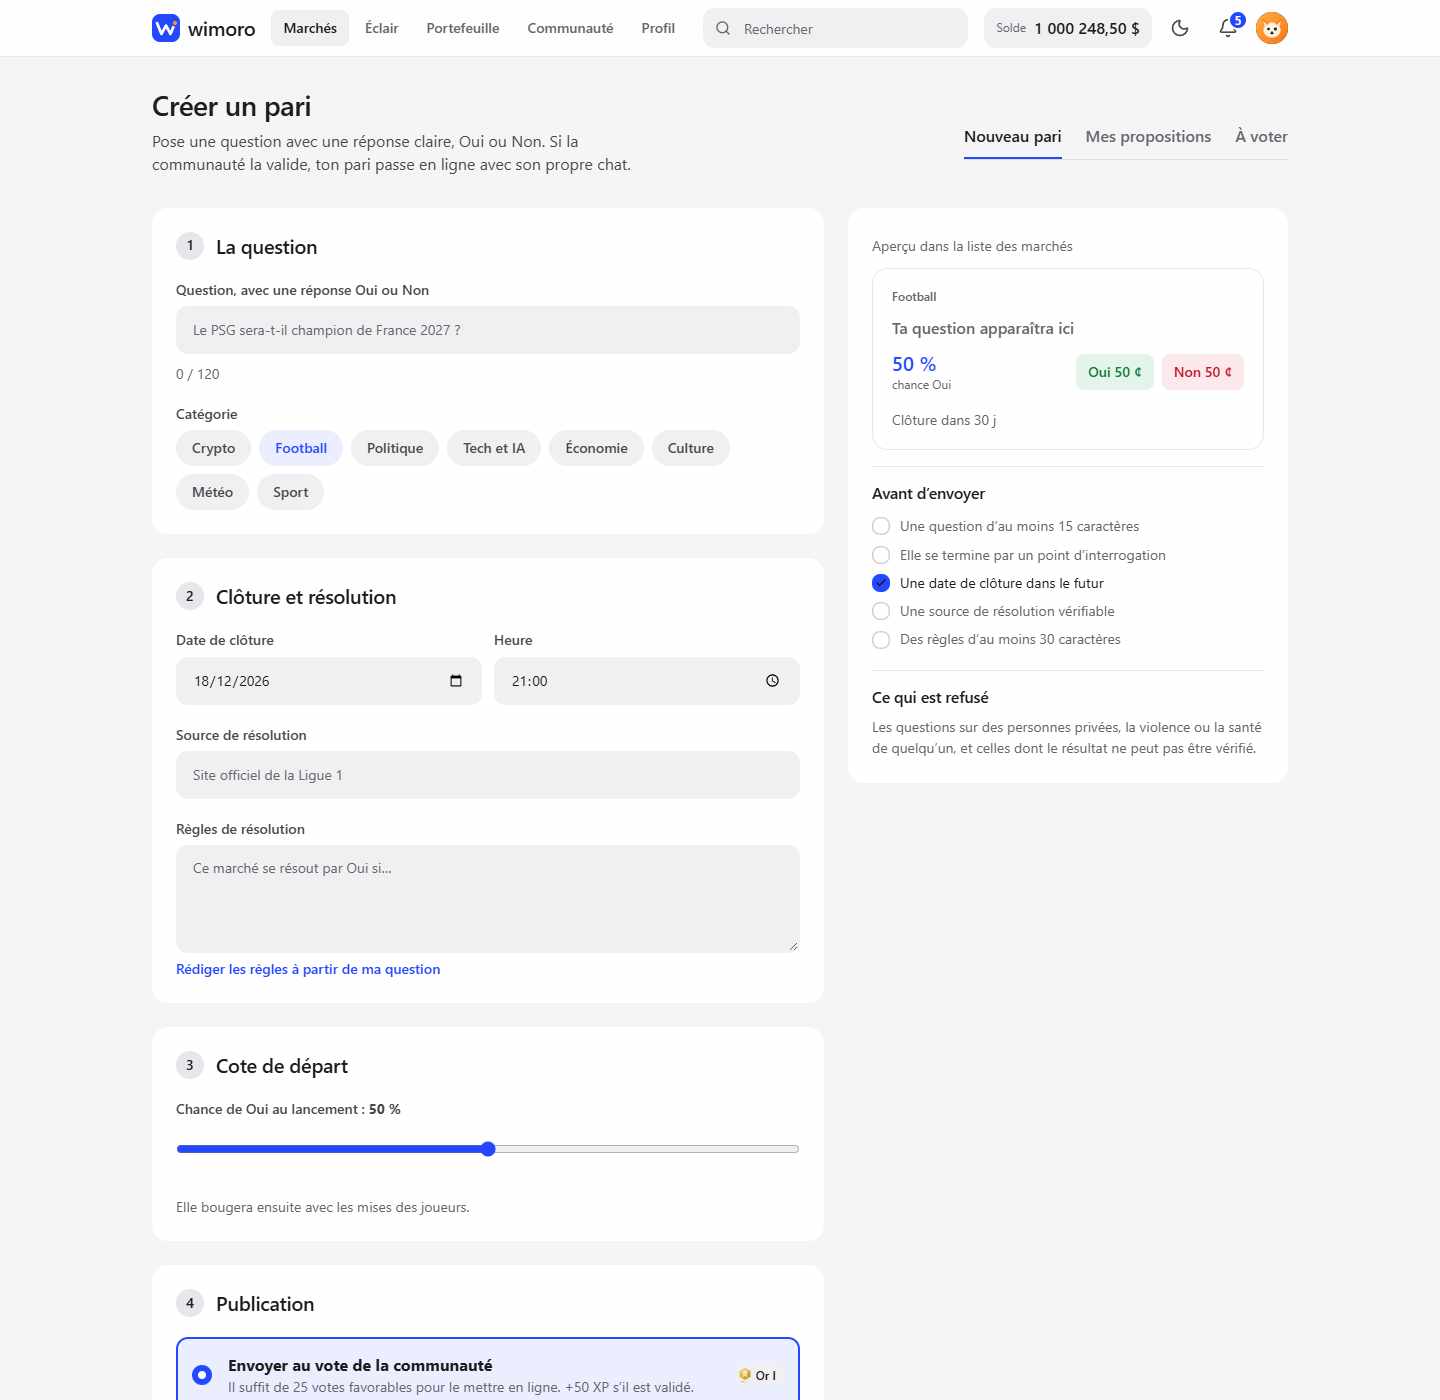 wimoro
Marchés
Éclair
Portefeuille
Communauté
Profil
Rechercher
Solde 1 000 248,50 $
5
Créer un pari
Pose une question avec une réponse claire, Oui ou Non. Si la
communauté la valide, ton pari passe en ligne avec son propre chat.
Nouveau pari
Mes propositions
À voter
1 La question
Question, avec une réponse Oui ou Non
Le PSG sera-t-il champion de France 2027 ?
0 / 120
Catégorie
Crypto
Football
Politique
Tech et IA
Économie
Culture
Météo
Sport
2 Clôture et résolution
Date de clôture
18/12/2026
Heure
21:00
Source de résolution
Site officiel de la Ligue 1
Règles de résolution
Ce marché se résout par Oui si...
Rédiger les règles à partir de ma question
3 Cote de départ
Chance de Oui au lancement : 50 %
Elle bougera ensuite avec les mises des joueurs.
4 Publication
Envoyer au vote de la communauté
Il suffit de 25 votes favorables pour le mettre en ligne. +50 XP s'il est validé.
Or I
Aperçu dans la liste des marchés
Football
Ta question apparaîtra ici
50 %
chance Oui
Oui 50 ¢
Non 50 ¢
Clôture dans 30 j
Avant d’envoyer
Une question d’au moins 15 caractères
Elle se termine par un point d’interrogation
Une date de clôture dans le futur
Une source de résolution vérifiable
Des règles d’au moins 30 caractères
Ce qui est refusé
Les questions sur des personnes privées, la violence ou la santé
de quelqu’un, et celles dont le résultat ne peut pas être vérifié.